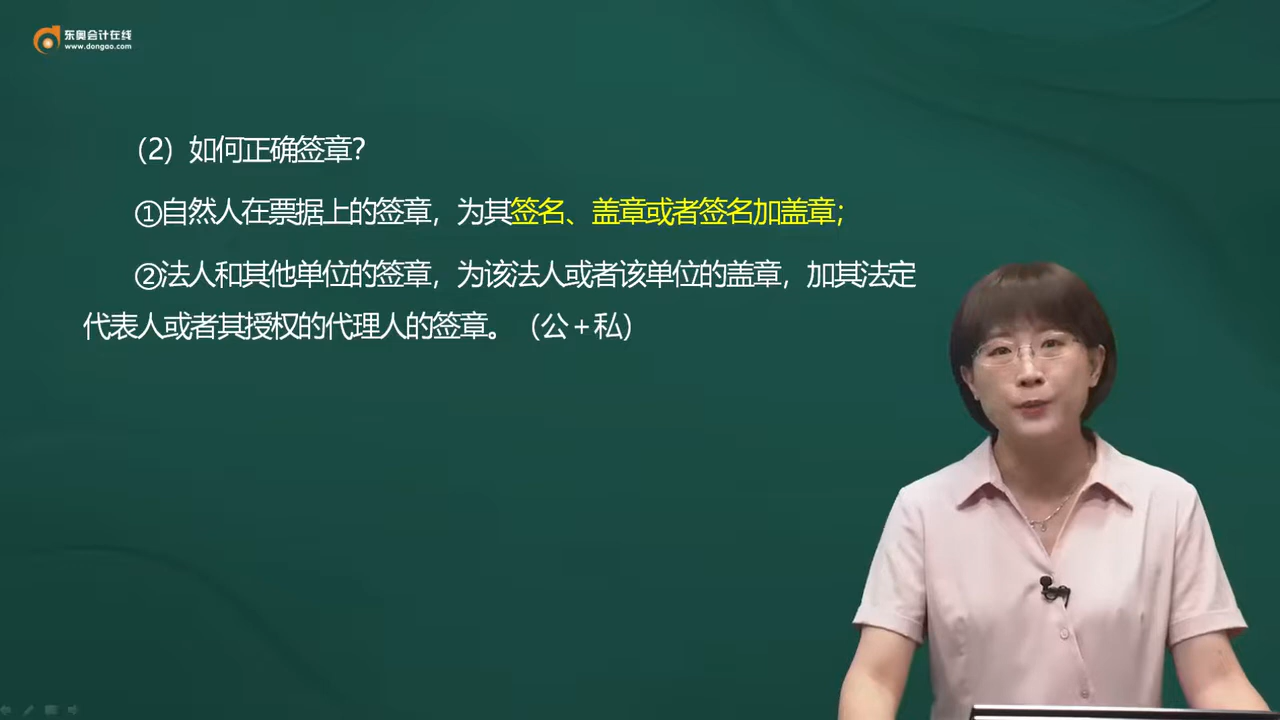 东奥会计在线
www.dongao.com
（2）如何正确签章？
①自然人在票据上的签章，为其签名、盖章或者签名加盖章；
②法人和其他单位的签章，为该法人或者该单位的盖章，加其法定
代表人或者其授权的代理人的签章。（公＋私）